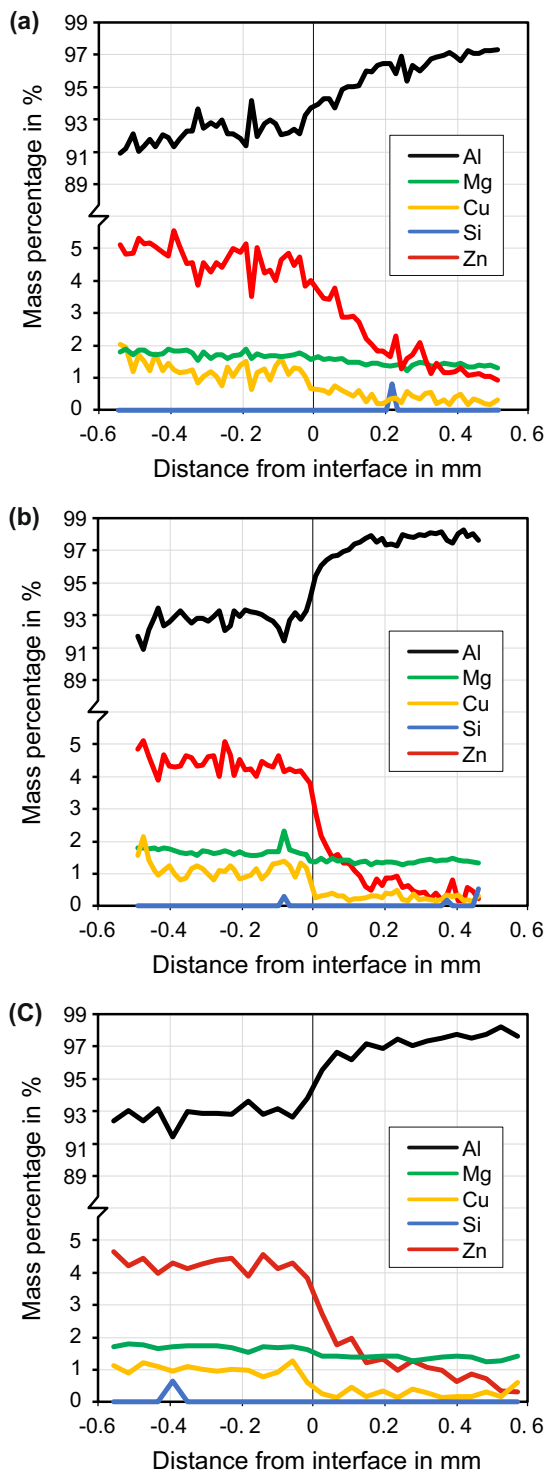 (a)
99
97
95
93
91
89
5
4
3
2
1
0
Mass percentage in %
Al
Mg
Cu
Si
Zn
-0.6 -0.4 -0.2 0 0. 2 0. 4 0. 6
Distance from interface in mm
(b)
99
97
95
93
91
89
5
4
3
2
1
0
Mass percentage in %
Al
Mg
Cu
Si
Zn
-0.6 -0.4 -0.2 0 0. 2 0. 4 0. 6
Distance from interface in mm
(C)
99
97
95
93
91
89
5
4
3
2
1
0
Mass percentage in %
Al
Mg
Cu
Si
Zn
-0.6 -0.4 -0.2 0 0. 2 0. 4 0. 6
Distance from interface in mm